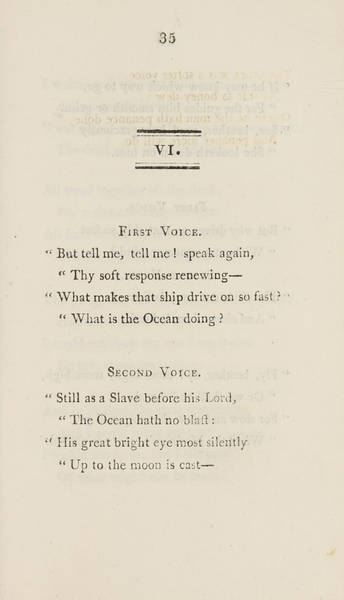 35
VI.
FIRST VOICE.
“ But tell me, tell me ! speak again,
“ Thy soft response renewing—
“ What makes that ship drive on so fast ?
“ What is the Ocean doing ?
SECOND VOICE.
“ Still as a Slave before his Lord,
“ The Ocean hath no blast :
“ His great bright eye most silently
“ Up to the moon is cast—